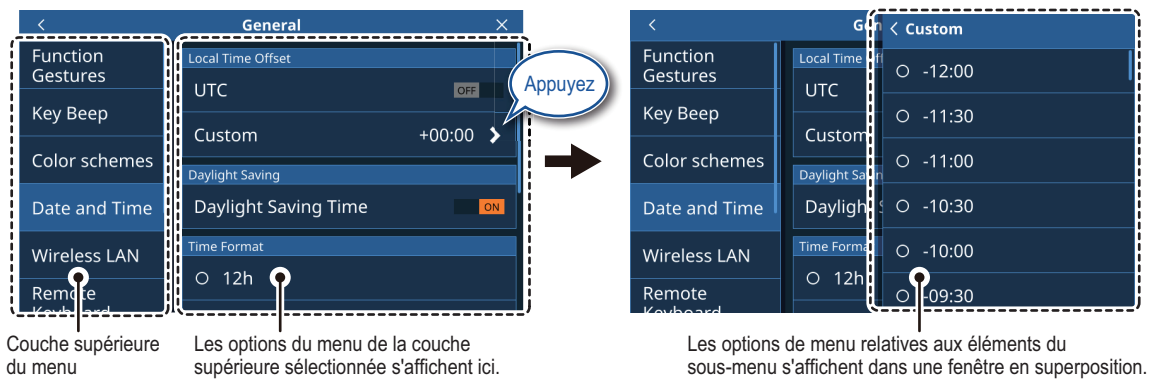 General
Function
Gestures
Key Beep
Color schemes
Date and Time
Wireless LAN
Remote
Keyboard
Local Time Offset
UTC
OFF
Custom
+00:00
Daylight Saving
Daylight Saving Time
ON
Time Format
12h
Appuyez
Couche supérieure
du menu
Les options du menu de la couche
supérieure sélectionnée s'affichent ici.
Gen
Function
Gestures
Key Beep
Color schemes
Date and Time
Wireless LAN
Remote
Keyboard
Local Time
UTC
Custom
Daylight
Time Forma
12h
Custom
-12:00
-11:30
-11:00
-10:30
-10:00
-09:30
Les options de menu relatives aux éléments du
sous-menu s'affichent dans une fenêtre en superposition.